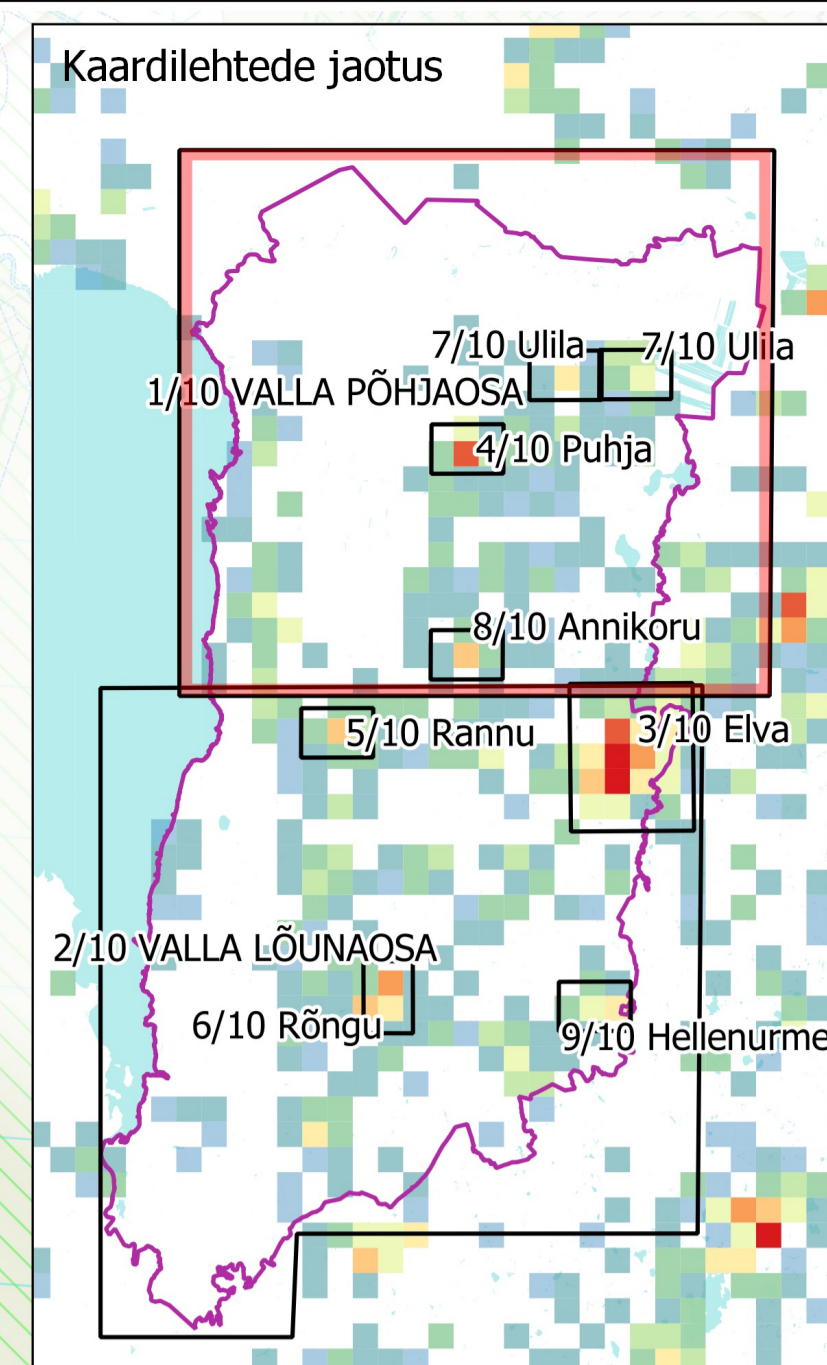 Kaardilehtede jaotus
7/10 Ulila
7/10 Ulila
1/10 VALLA PÕHJAOSA
4/10 Puhja
8/10 Annikoru
5/10 Rannu
3/10 Elva
2/10 VALLA LÕUNAOSA
6/10 Rõngu
9/10 Hellenurme